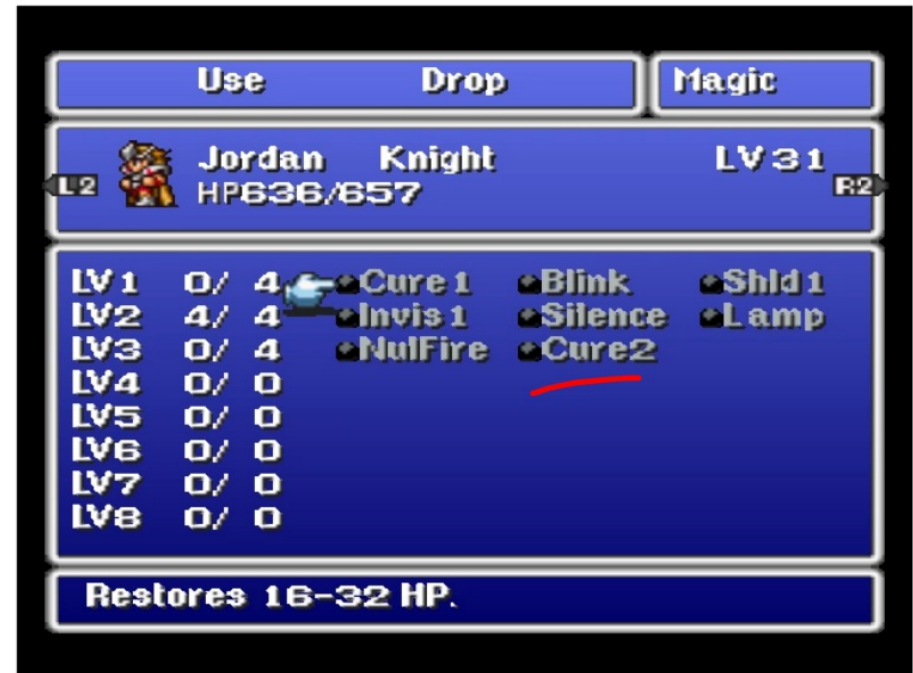 Use Drop Magic
Jordan Knight LV31
L2 HP636/657 R2
LV1 0/ 4 Cure1 Blink Shld1
LV2 4/ 4 Invis1 Silence Lamp
LV3 0/ 4 NulFire Cure2
LV4 0/ 0
LV5 0/ 0
LV6 0/ 0
LV7 0/ 0
LV8 0/ 0
Restores 16-32 HP.